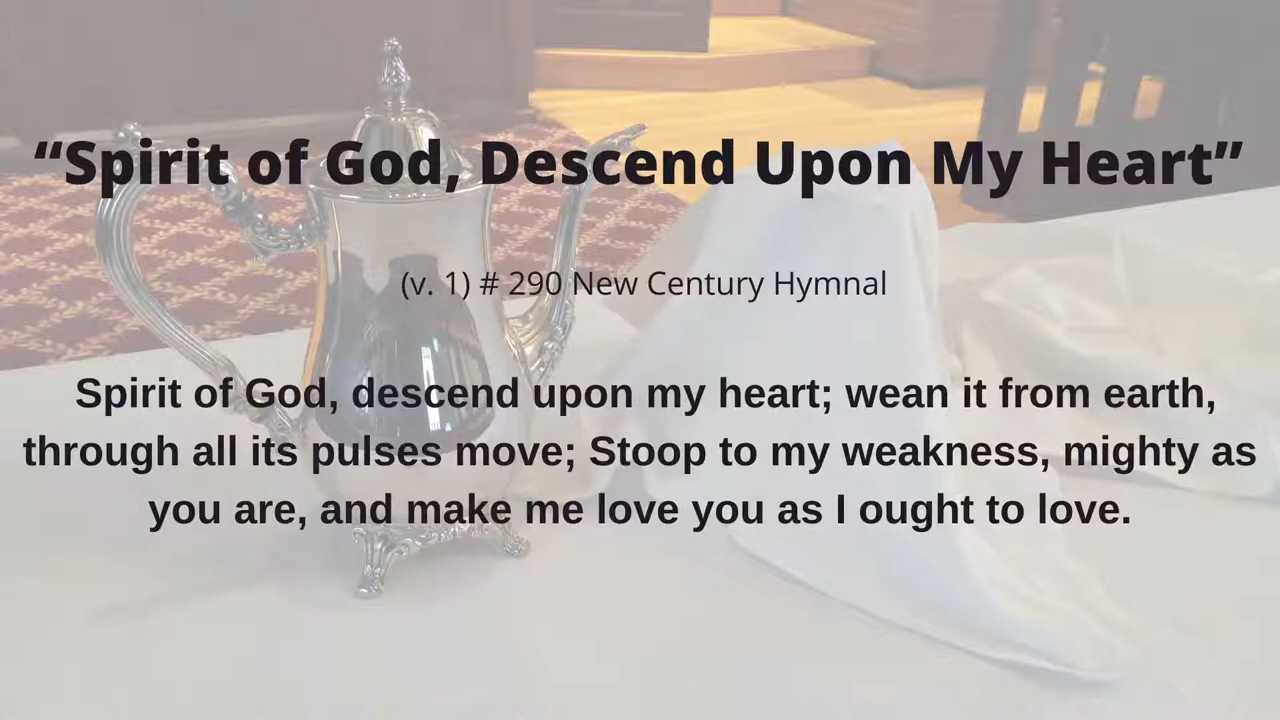 “Spirit of God, Descend Upon My Heart”
(v. 1) # 290 New Century Hymnal
Spirit of God, descend upon my heart; wean it from earth,
through all its pulses move; Stoop to my weakness, mighty as
you are, and make me love you as I ought to love.